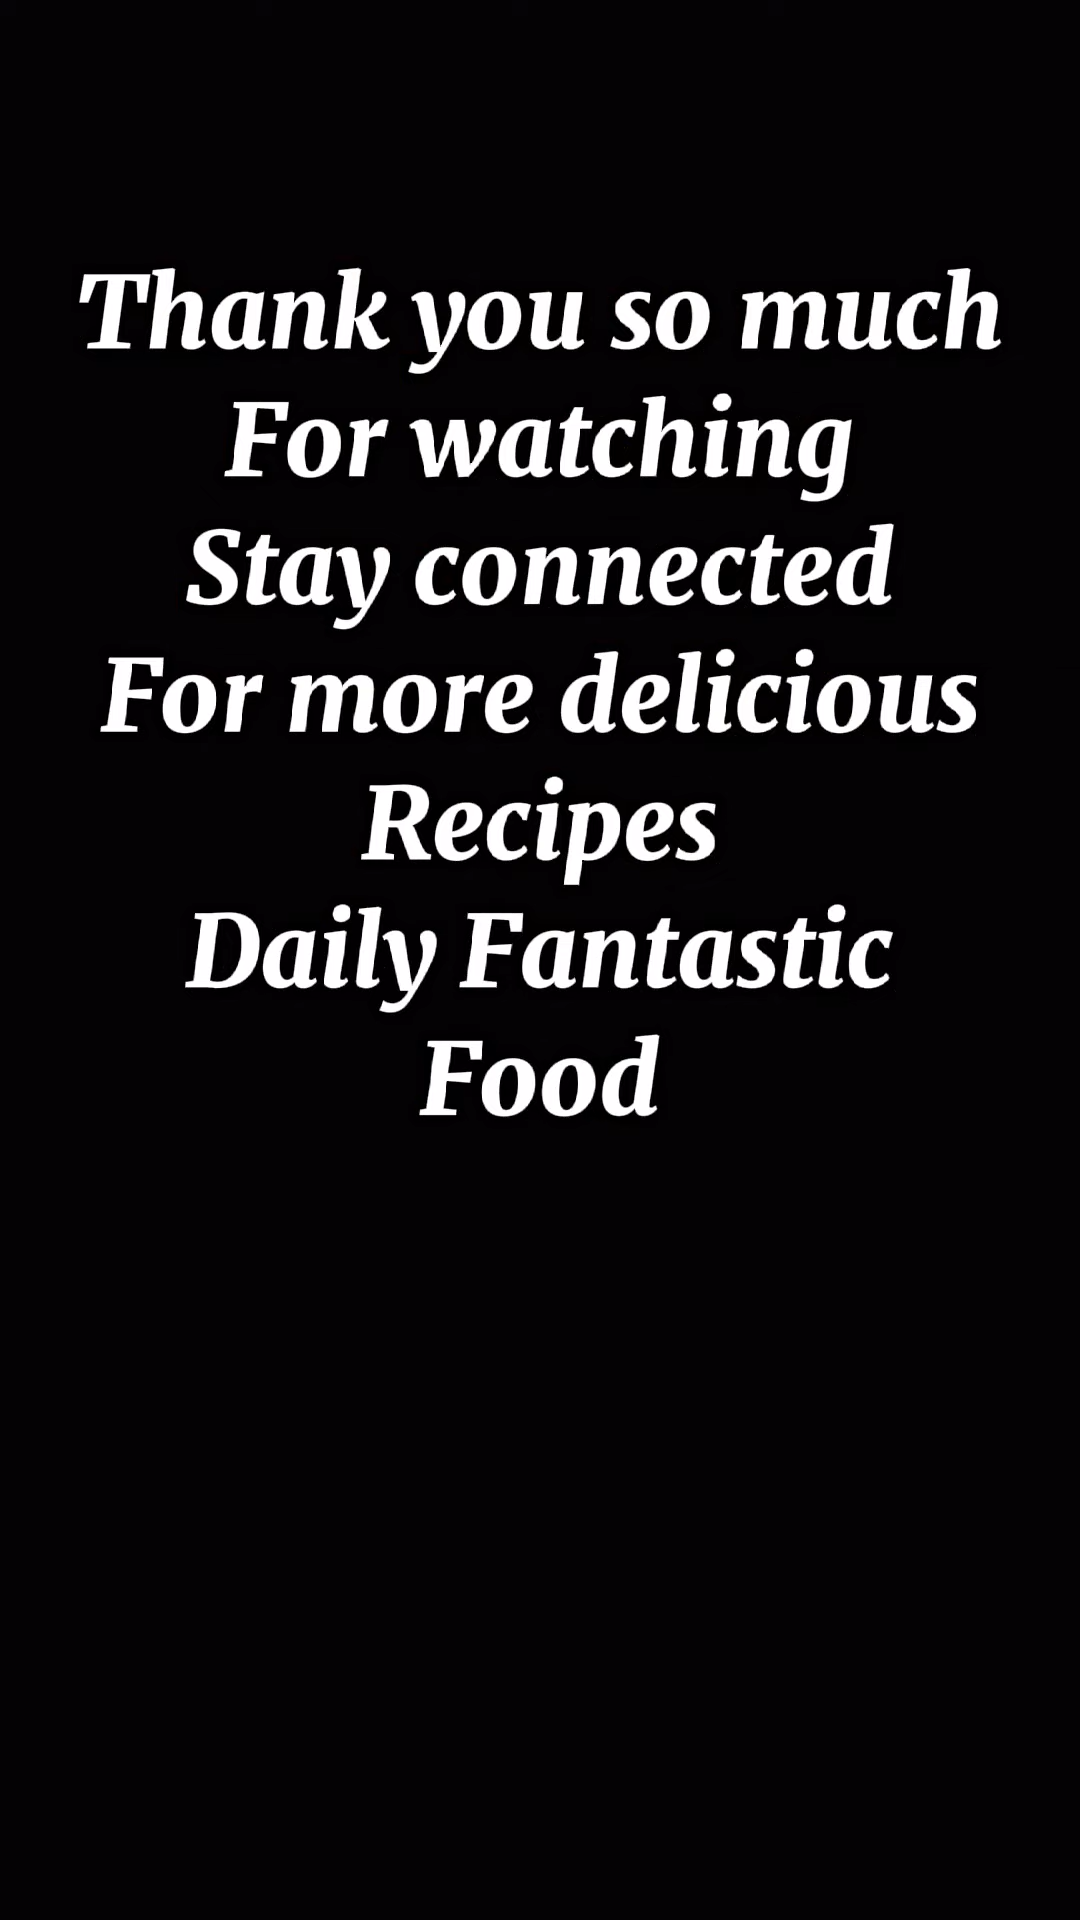 Thank you so much
For watching
Stay connected
For more delicious
Recipes
Daily Fantastic
Food